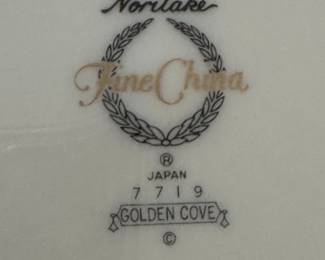 Noritake
Fine China
®
JAPAN
7719
GOLDEN COVE
©